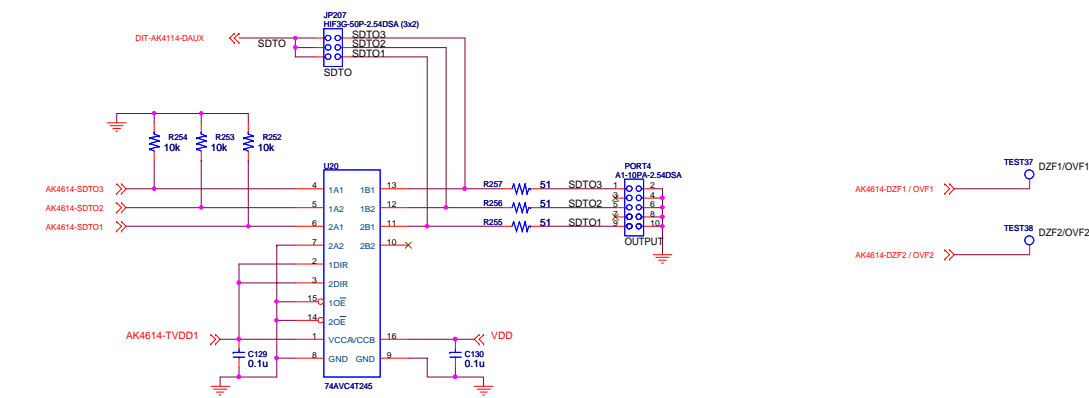 JP207
HIF3G-50P-2.54DSA (3x2)
DIT-AK4114-DAUX
SDTO
SDTO3
SDTO2
SDTO1
SDTO
R254
10k
R253
10k
R252
10k
U20
PORT4
A1-10PA-2.54DSA
TEST37
DZF1/OVF1
AK4614-SDTO3
4
1A1
1B1
13
R257
51
SDTO3
1
2
AK4614-DZF1 / OVF1
3
4
AK4614-SDTO2
5
1A2
1B2
12
R256
51
SDTO2
5
6
7
8
AK4614-SDTO1
6
2A1
2B1
11
R255
51
SDTO1
9
10
TEST38
DZF2/OVF2
7
2A2
2B2
10
OUTPUT
AK4614-DZF2 / OVF2
2
1DIR
3
2DIR
15
1OE
14
2OE
AK4614-TVDD1
1
VCCA
VCCB
16
VDD
C129
0.1u
8
GND
GND
9
C130
0.1u
74AVC4T245